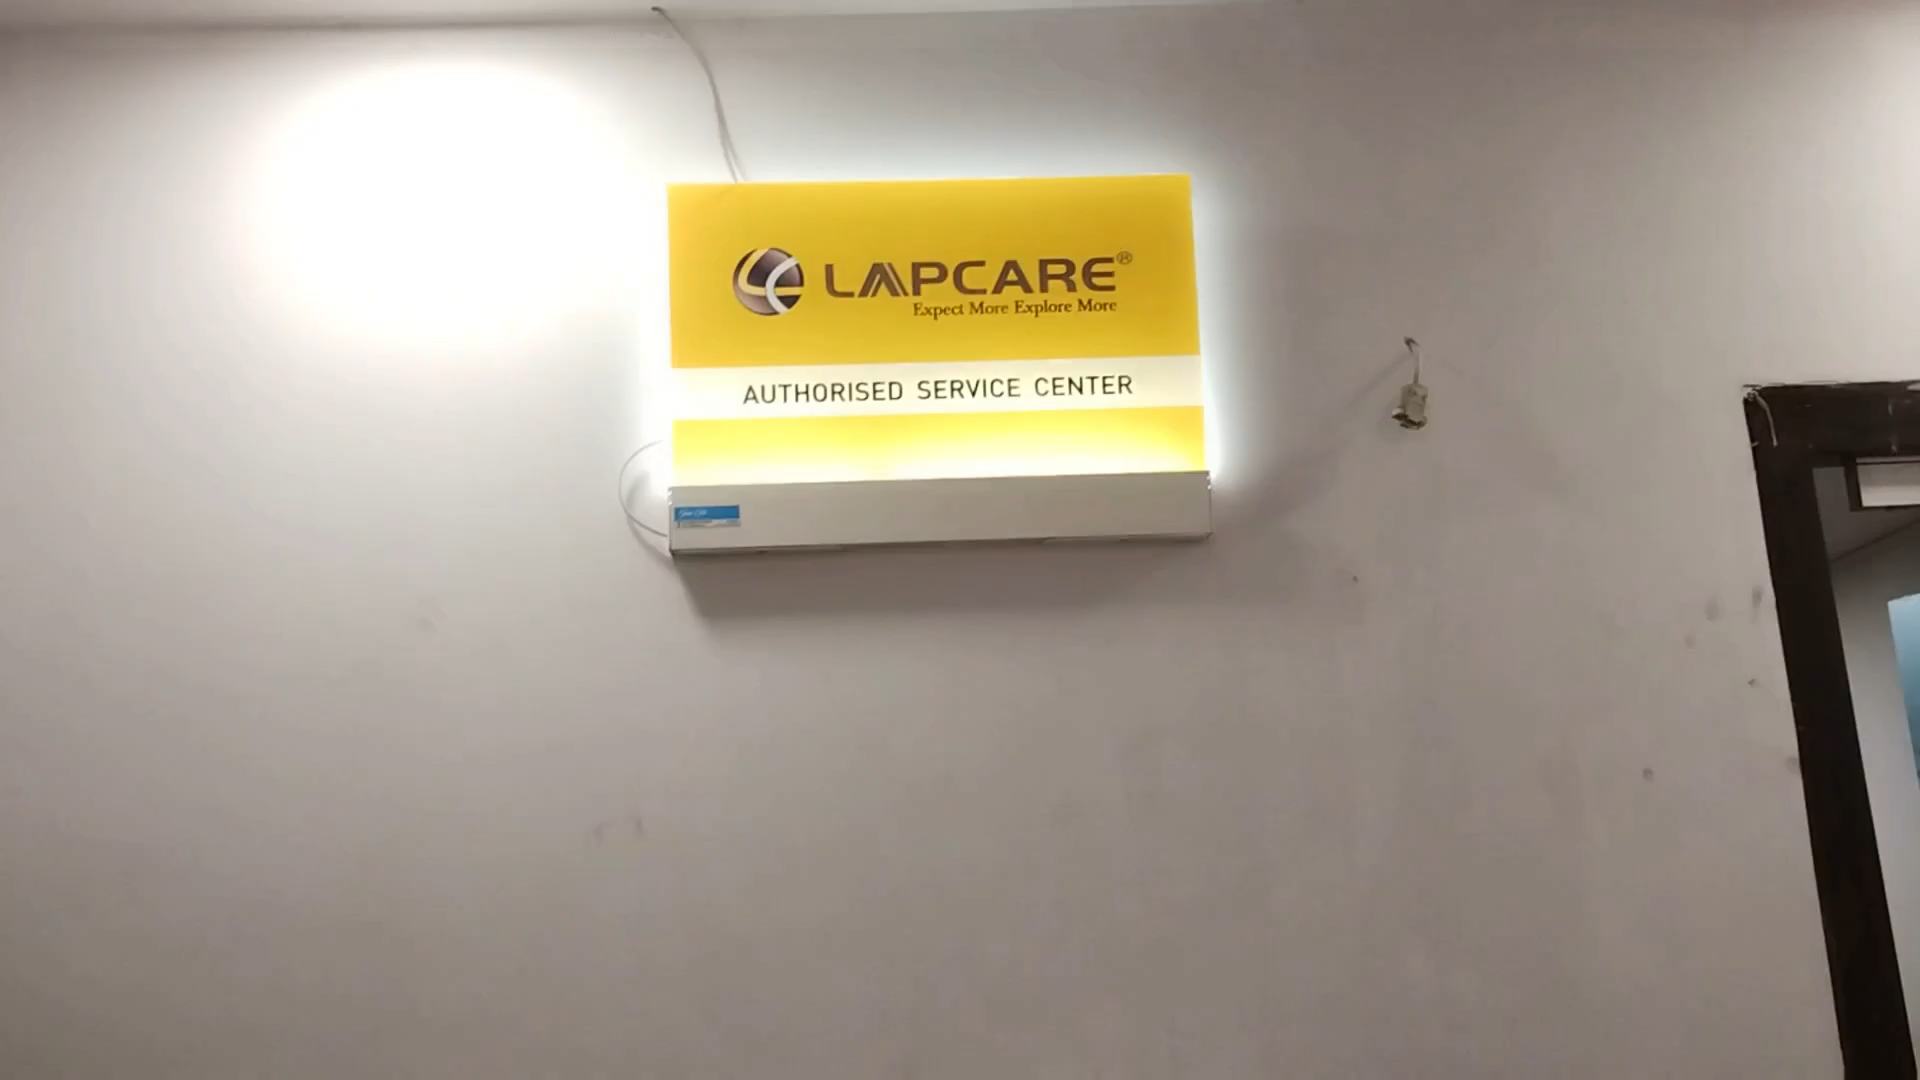 LAPCARE®
Expect More Explore More
AUTHORISED SERVICE CENTER